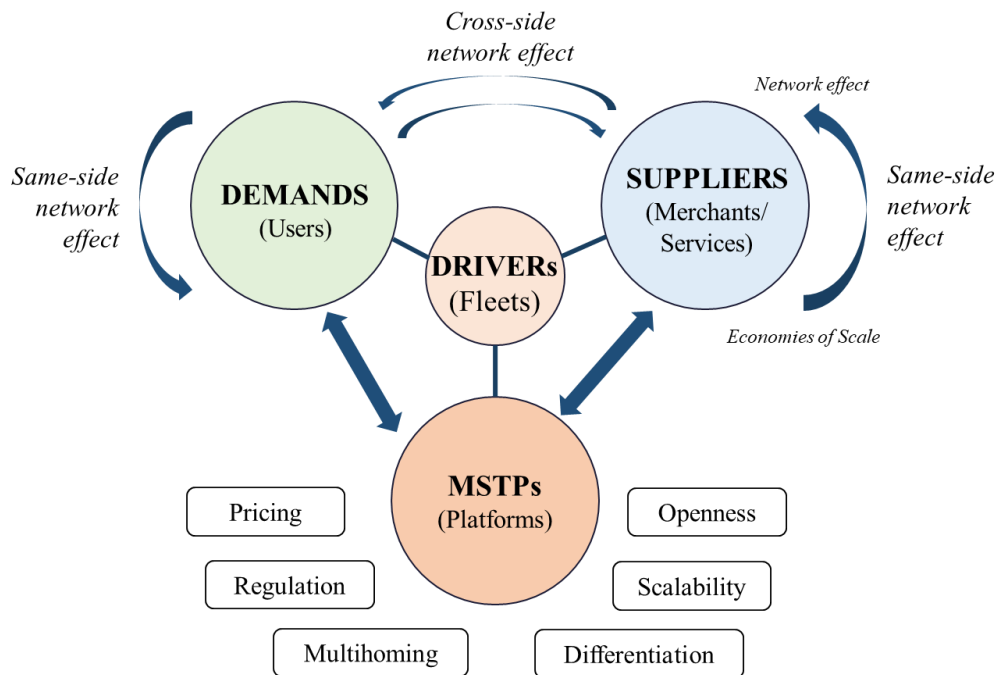 Cross-side
network effect
Network effect
Same-side
network
effect
DEMANDS
(Users)
SUPPLIERS
(Merchants/
Services)
Same-side
network
effect
DRIVERs
(Fleets)
Economies of Scale
MSTPs
(Platforms)
Pricing
Openness
Regulation
Scalability
Multihoming
Differentiation